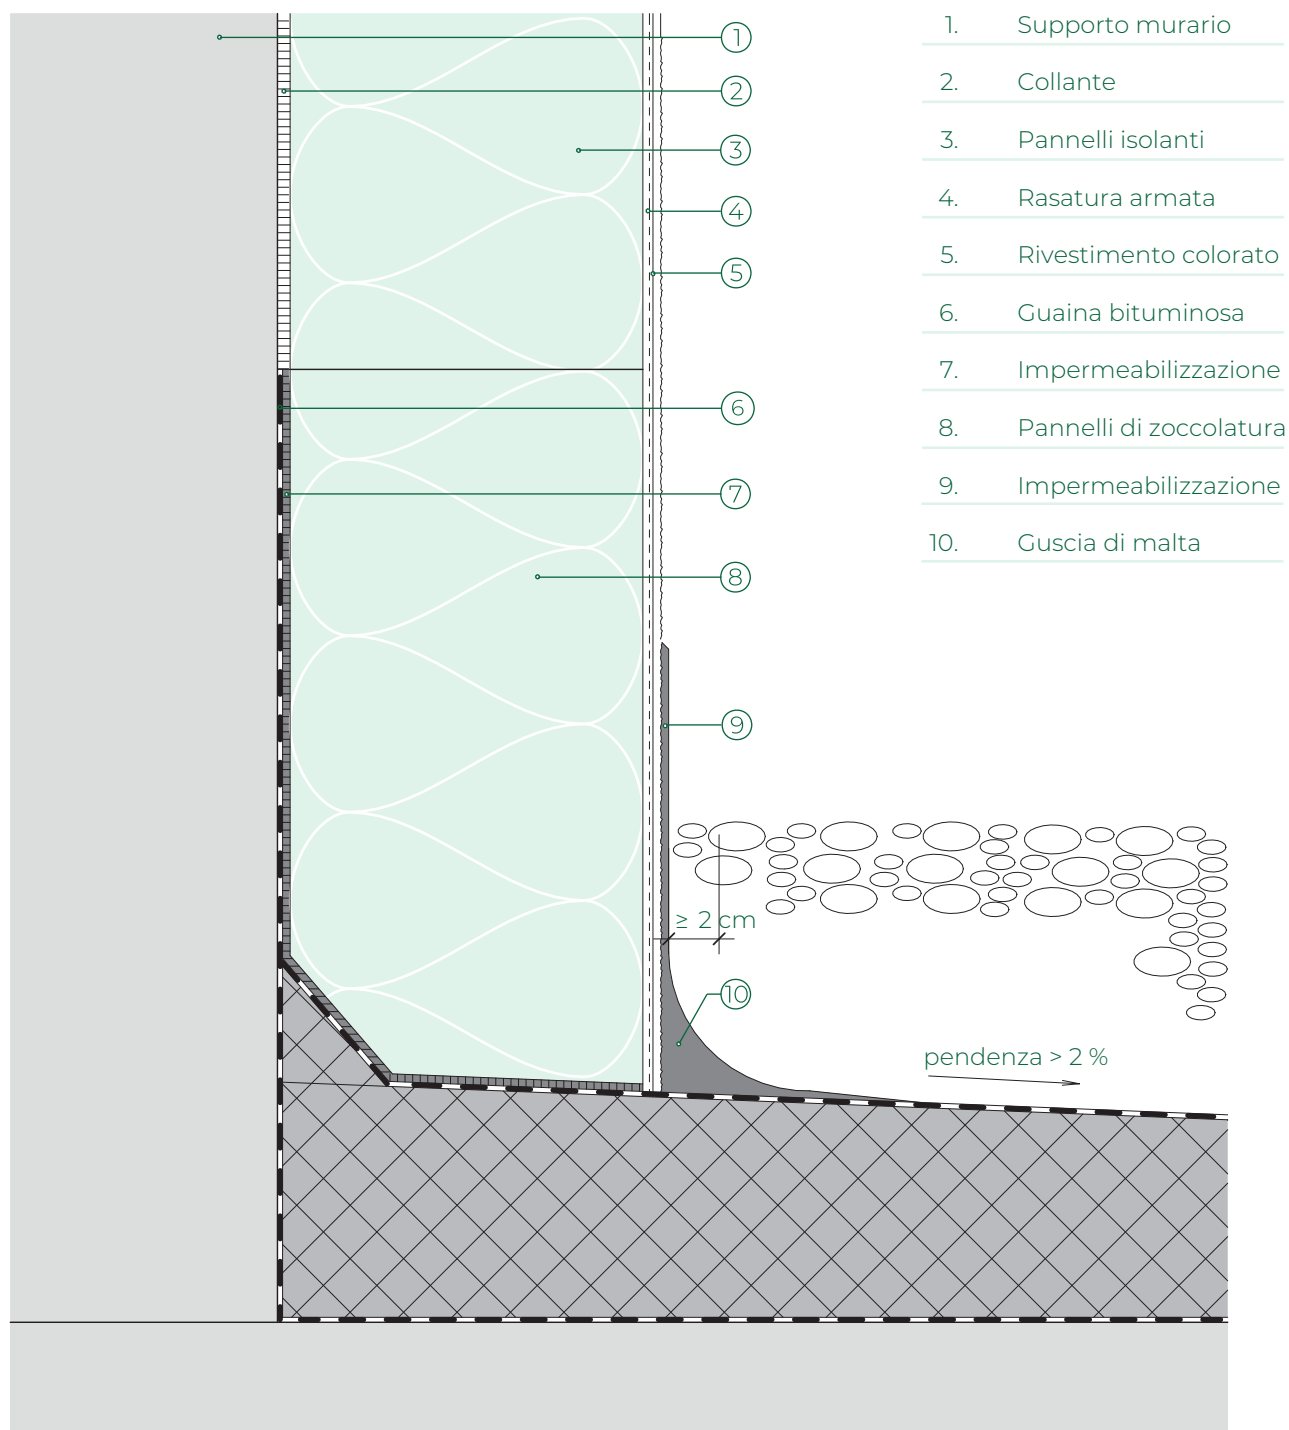 1. Supporto murario
2. Collante
3. Pannelli isolanti
4. Rasatura armata
5. Rivestimento colorato
6. Guaina bituminosa
7. Impermeabilizzazione
8. Pannelli di zoccolatura
9. Impermeabilizzazione
10. Guscia di malta
1
2
3
4
5
6
7
8
9
≥ 2 cm
10
pendenza > 2 %